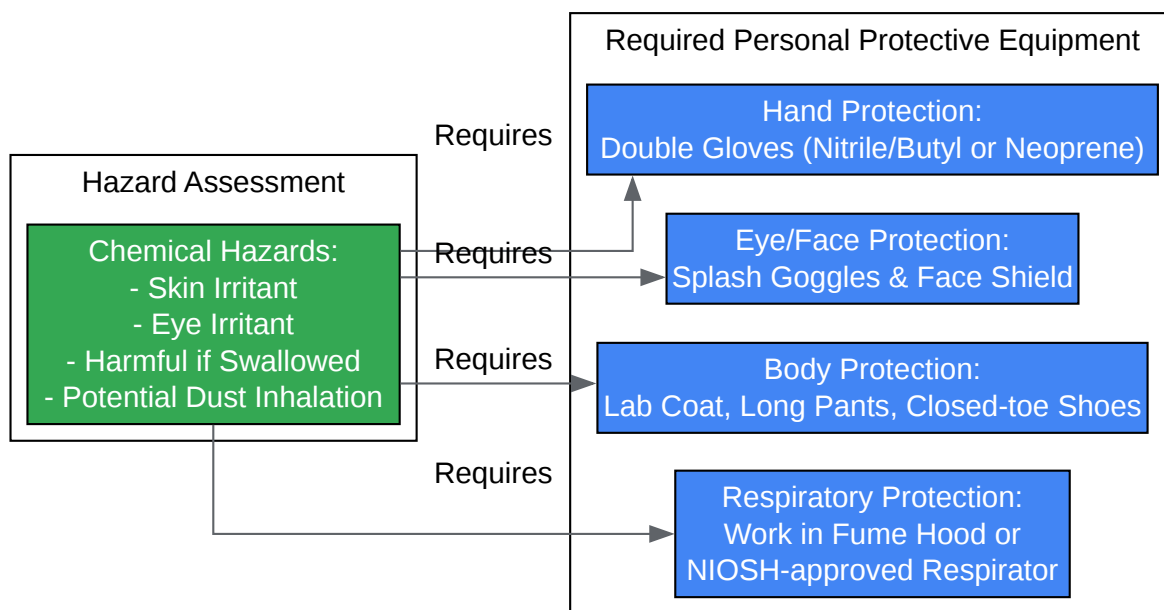 Required Personal Protective Equipment
Hand Protection:
Double Gloves (Nitrile/Butyl or Neoprene)
Requires
Hazard Assessment
Chemical Hazards:
- Skin Irritant
- Eye Irritant
- Harmful if Swallowed
- Potential Dust Inhalation
Requires
Eye/Face Protection:
Splash Goggles & Face Shield
Requires
Body Protection:
Lab Coat, Long Pants, Closed-toe Shoes
Requires
Respiratory Protection:
Work in Fume Hood or
NIOSH-approved Respirator